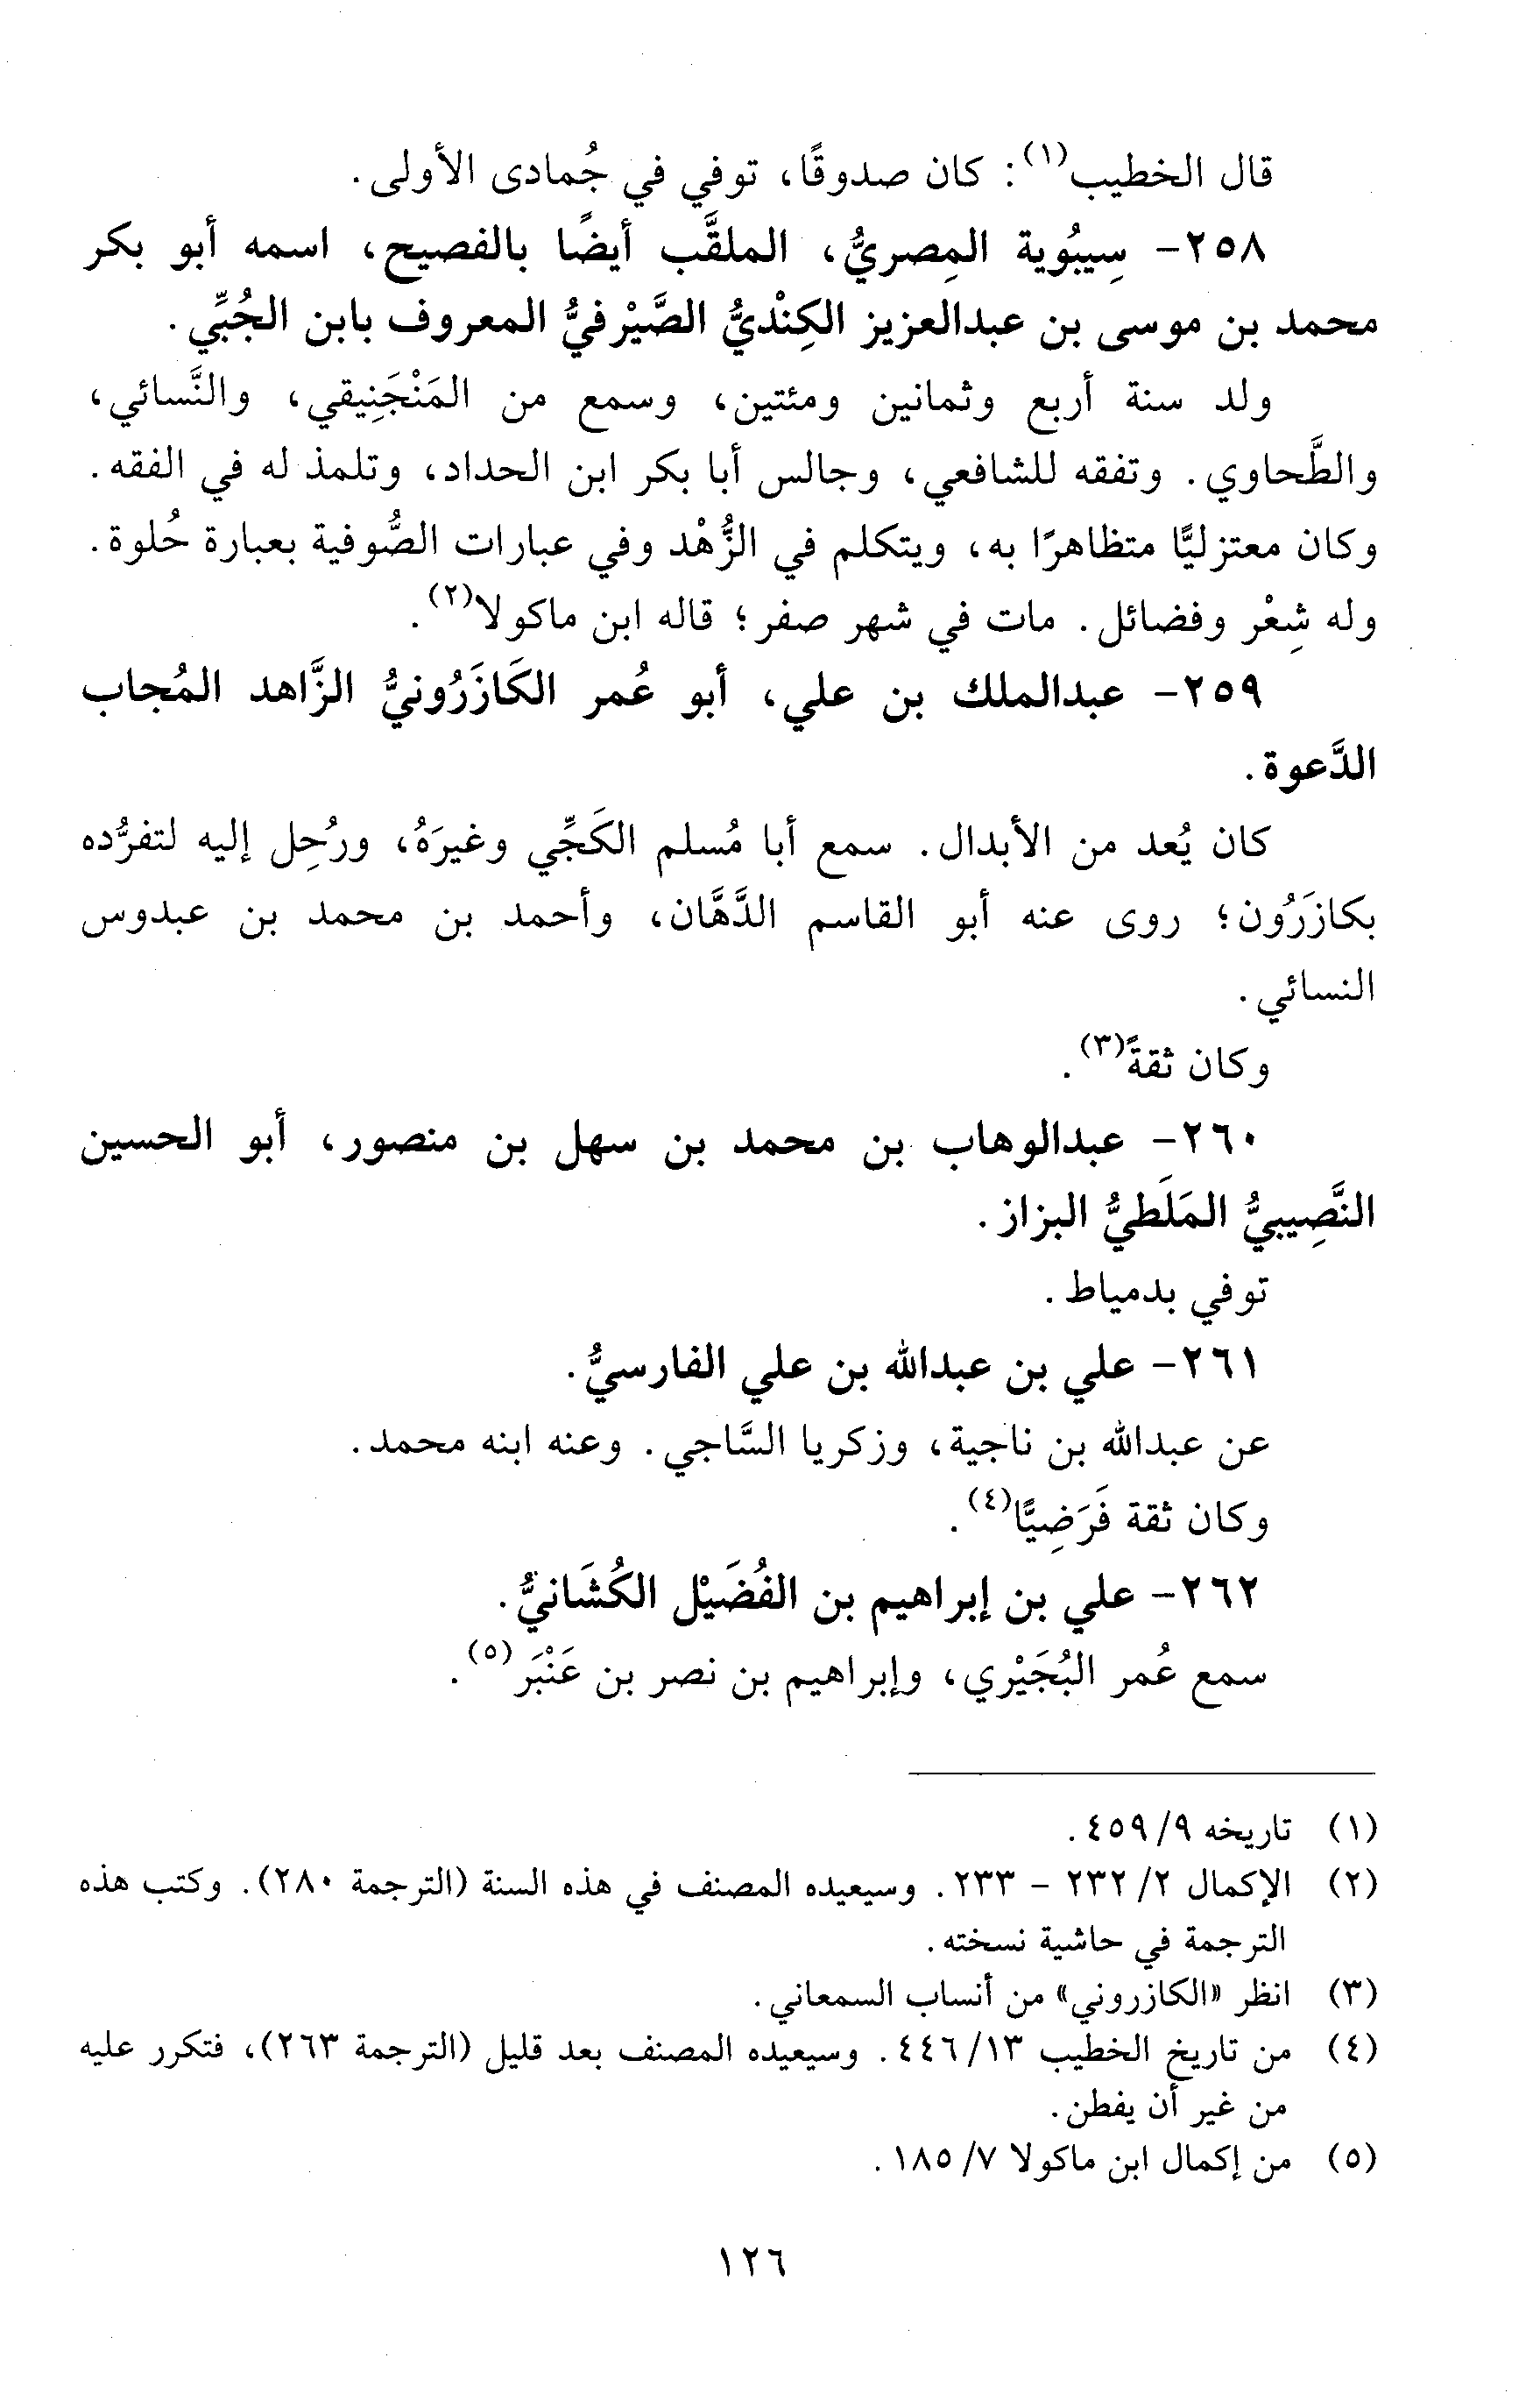 قال الخطيب(١): كان صدوقًا، توفي في جُمادى الأولى.
٢٥٨- سِيبُوية المِصريُّ، الملقَّب أيضًا بالفصيح، اسمه أبو بكر
محمد بن موسى بن عبدالعزيز الكِنْديُّ الصَّيْرفيُّ المعروف بابن الجُبِّي.
ولد سنة أربع وثمانين ومئتين، وسمع من المَنْجَنِيقي، والنَّسائي،
والطَّحاوي. وتفقه للشافعي، وجالس أبا بكر ابن الحداد، وتلمذ له في الفقه.
وكان معتزليًّا متظاهرًا به، ويتكلم في الزُّهْد وفي عبارات الصُّوفية بعبارة حُلوة.
وله شِعْر وفضائل. مات في شهر صفر؛ قاله ابن ماكولا(٢).
٢٥٩- عبدالملك بن علي، أبو عُمر الكَازَرُونيُّ الزَّاهد المُجاب
الدَّعوة.
كان يُعد من الأبدال. سمع أبا مُسلم الكَجِّي وغيرَهُ، ورُحِل إليه لتفرُّده
بكازَرُون؛ روى عنه أبو القاسم الدَّهَّان، وأحمد بن محمد بن عبدوس
النسائي.
وكان ثقةً(٣).
٢٦٠- عبدالوهاب بن محمد بن سهل بن منصور، أبو الحسين
النَّصِيبيُّ المَلَطيُّ البزاز.
توفي بدمياط.
٢٦١- علي بن عبدالله بن علي الفارسيُّ.
عن عبدالله بن ناجية، وزكريا السَّاجي. وعنه ابنه محمد.
وكان ثقة فَرَضِيًّا(٤).
٢٦٢- علي بن إبراهيم بن الفُضَيْل الكُشَانيُّ.
سمع عُمر البُجَيْري، وإبراهيم بن نصر بن عَنْبَر(٥).
(١) تاريخه ٩/ ٤٥٩.
(٢) الإكمال ٢/ ٢٣٢ - ٢٣٣. وسيعيده المصنف في هذه السنة (الترجمة ٢٨٠). وكتب هذه
الترجمة في حاشية نسخته.
(٣) انظر «الكازروني» من أنساب السمعاني.
(٤) من تاريخ الخطيب ١٣/ ٤٤٦. وسيعيده المصنف بعد قليل (الترجمة ٢٦٣)، فتكرر عليه
من غير أن يفطن.
(٥) من إكمال ابن ماكولا ٧/ ١٨٥.
١٢٦